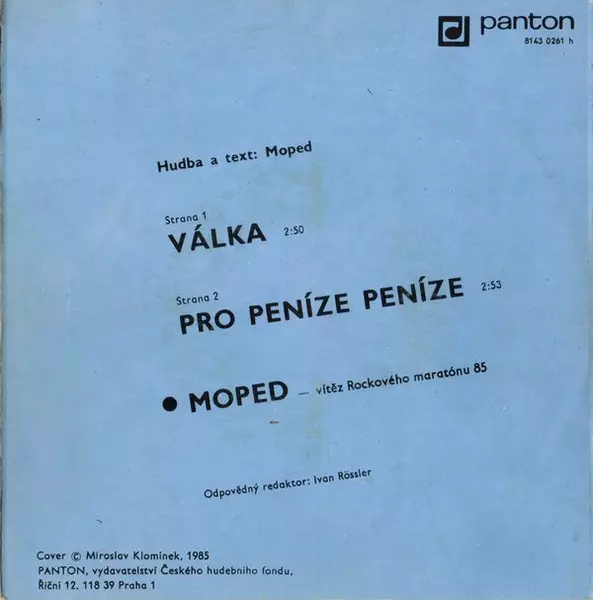 panton
8143 0261 h
Hudba a text: Moped
Strana 1
VÁLKA 2:50
Strana 2
PRO PENÍZE PENÍZE 2:53
● MOPED — vítěz Rockového maratónu 85
Odpovědný redaktor: Ivan Rössler
Cover © Miroslav Klomínek, 1985
PANTON, vydavatelství Českého hudebního fondu,
Říční 12, 118 39 Praha 1